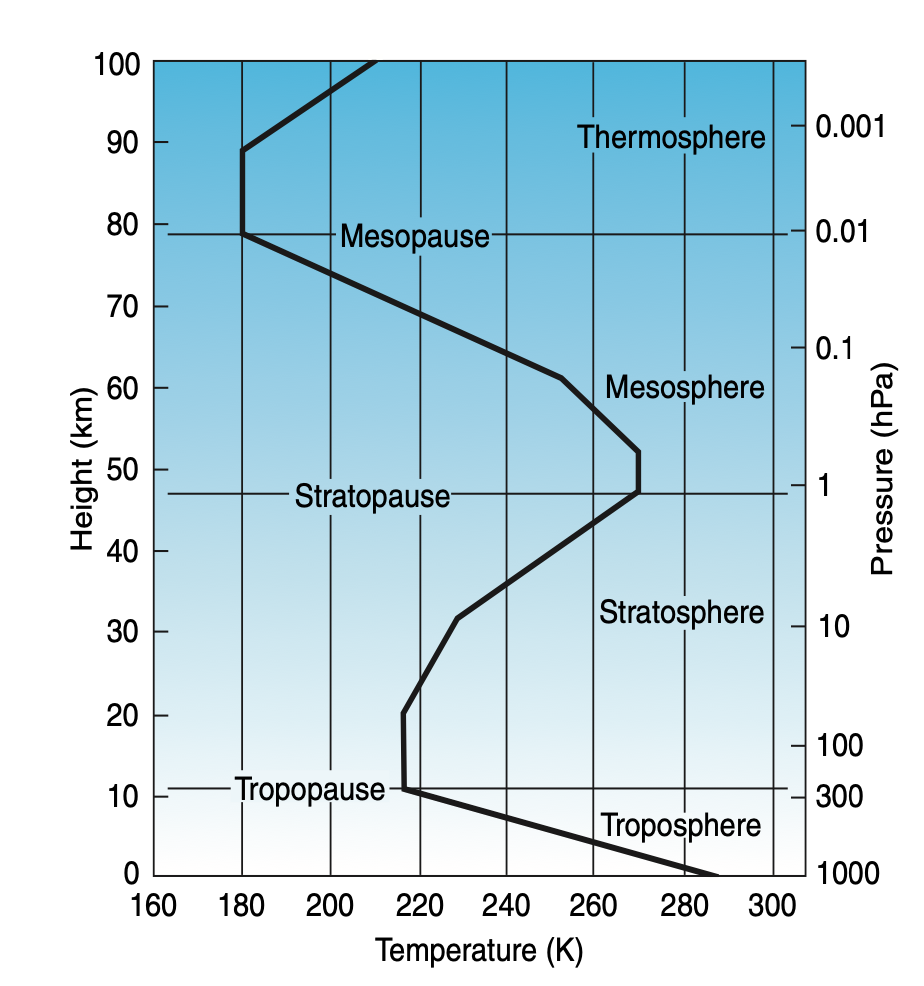 100
90
80
70
60
50
40
30
20
10
0
Height (km)
Thermosphere
Mesopause
Mesosphere
Stratopause
Stratosphere
Tropopause
Troposphere
0.001
0.01
0.1
1
10
100
300
1000
Pressure (hPa)
160 180 200 220 240 260 280 300
Temperature (K)